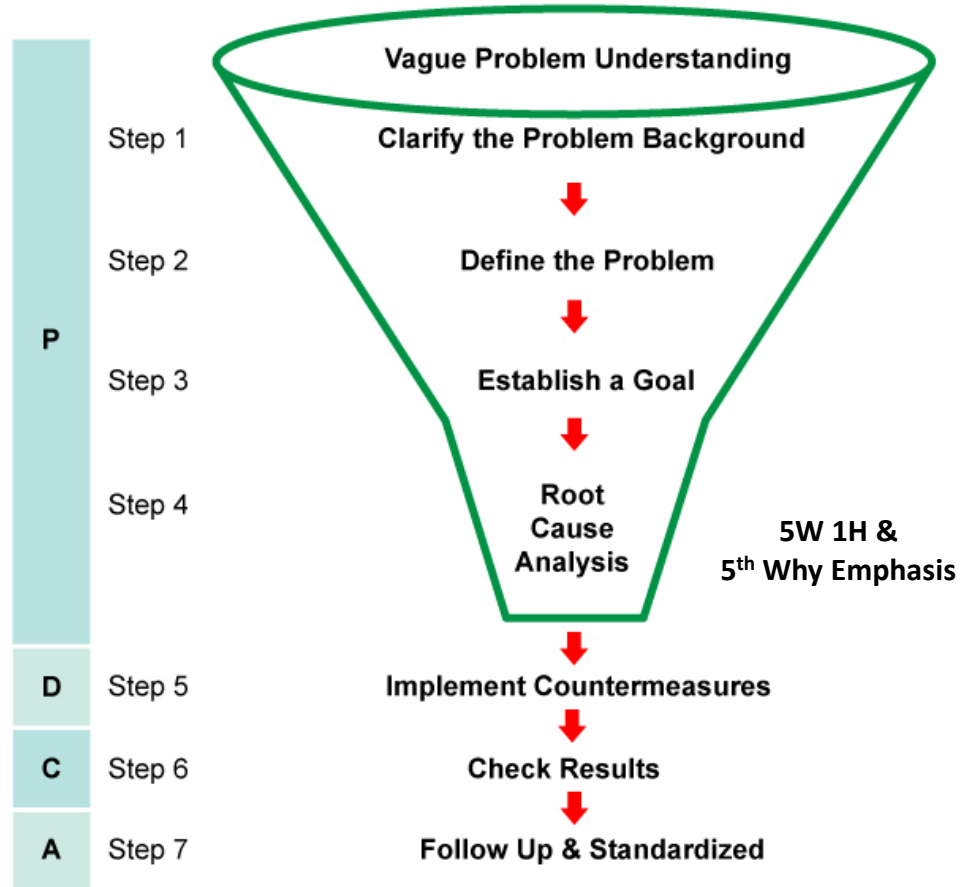 Vague Problem Understanding
Step 1
Clarify the Problem Background
Step 2
Define the Problem
P
Step 3
Establish a Goal
Step 4
Root
Cause
Analysis
5W 1H &
5th Why Emphasis
D
Step 5
Implement Countermeasures
C
Step 6
Check Results
A
Step 7
Follow Up & Standardized